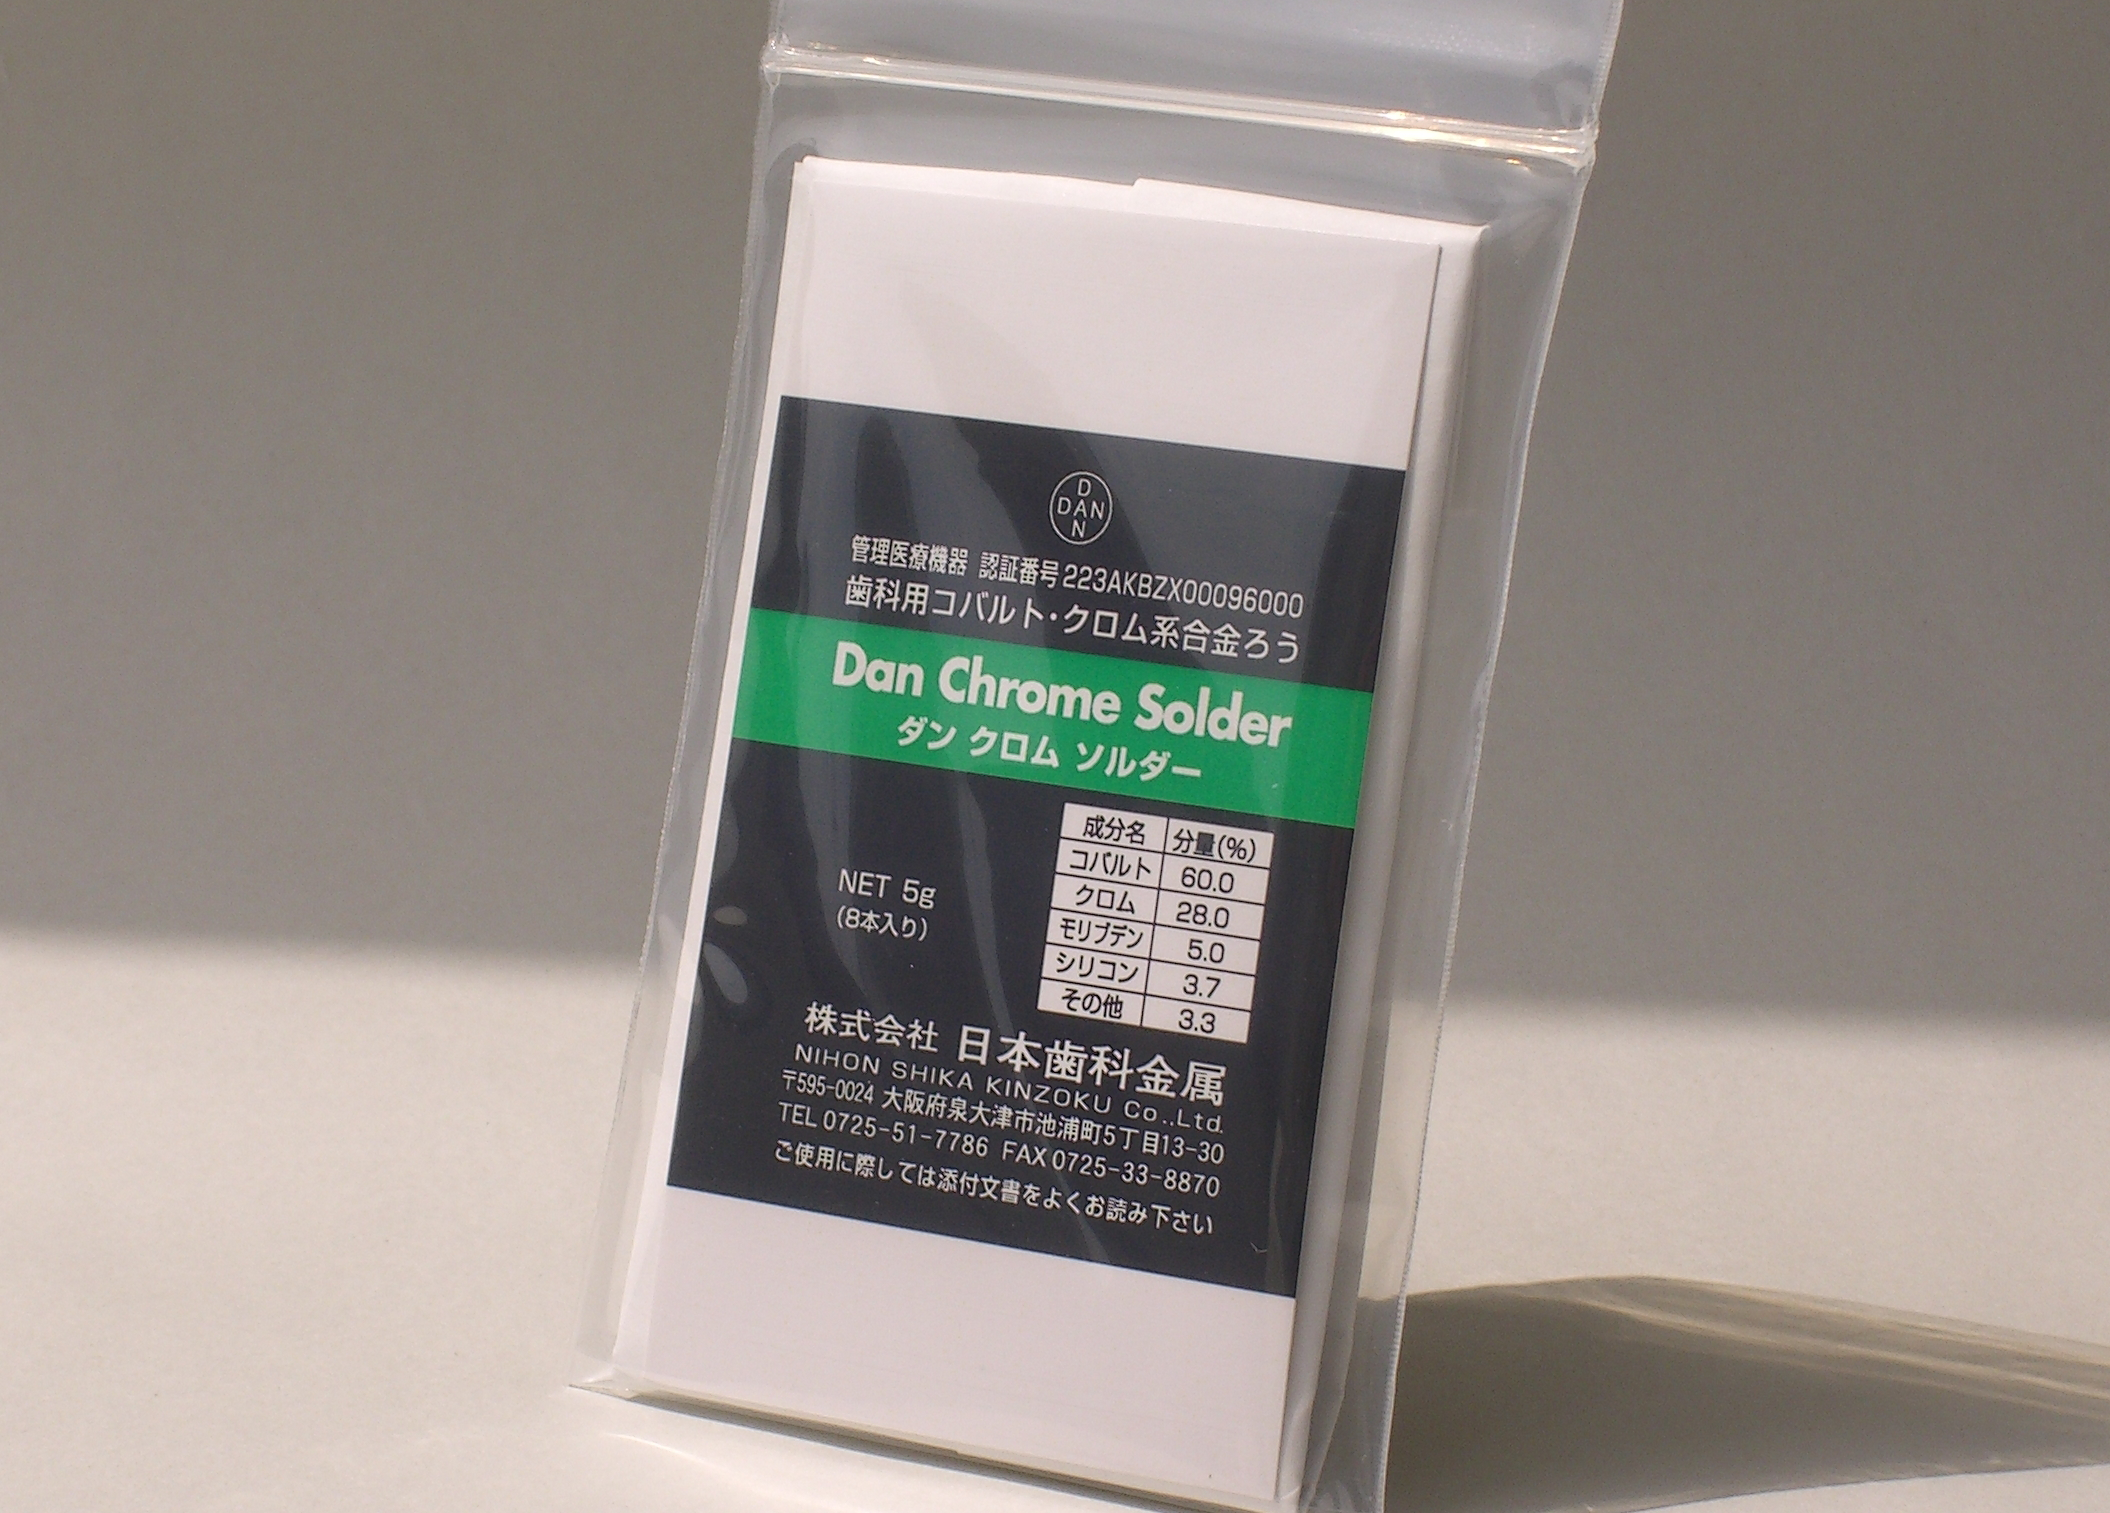 D
DAN
N
管理医療機器 認証番号223AKBZX00096000
歯科用コバルト・クロム系合金ろう
Dan Chrome Solder
ダン クロム ソルダー
成分名 分量(%)
コバルト 60.0
クロム 28.0
モリブデン 5.0
シリコン 3.7
その他 3.3
NET 5g
(8本入り)
株式会社 日本歯科金属
NIHON SHIKA KINZOKU Co.,Ltd.
〒595-0024 大阪府泉大津市池浦町5丁目13-30
TEL 0725-51-7786 FAX 0725-33-8870
ご使用に際しては添付文書をよくお読み下さい